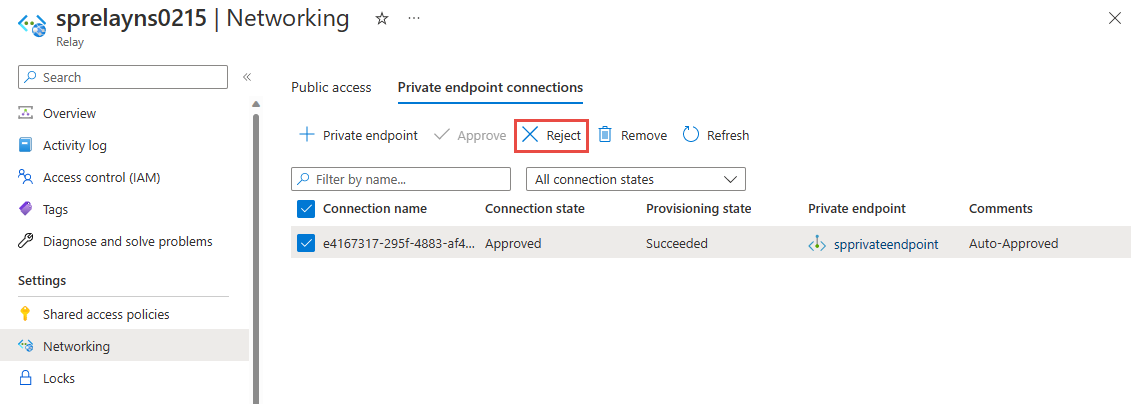 sprelayns0215 | Networking
Relay
Search
Overview
Activity log
Access control (IAM)
Tags
Diagnose and solve problems
Settings
Shared access policies
Networking
Locks
Public access Private endpoint connections
Private endpoint Approve Reject Remove Refresh
Filter by name... All connection states
Connection name Connection state Provisioning state Private endpoint Comments
e4167317-295f-4883-af4... Approved Succeeded spprivateendpoint Auto-Approved